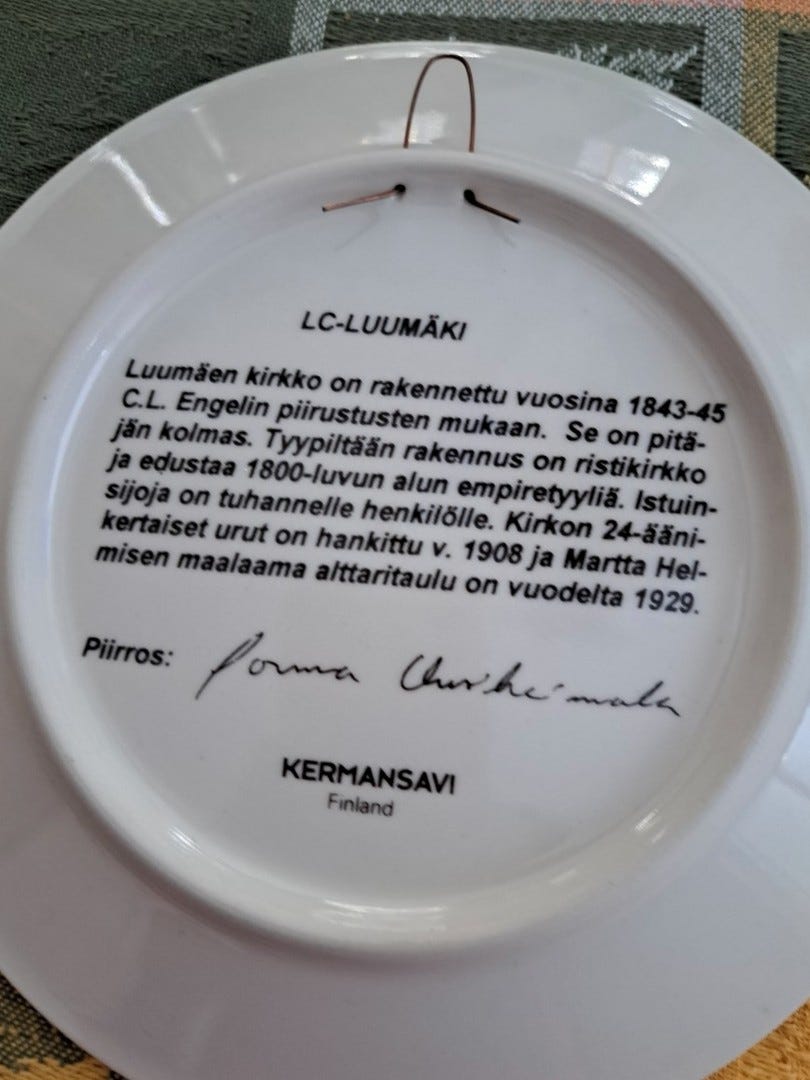 LC-LUUMÄKI
Luumäen kirkko on rakennettu vuosina 1843-45
C.L. Engelin piirustusten mukaan. Se on pitä-
jän kolmas. Tyypiltään rakennus on ristikirkko
ja edustaa 1800-luvun alun empiretyyliä. Istuin-
sijoja on tuhannelle henkilölle. Kirkon 24-ääni-
kertaiset urut on hankittu v. 1908 ja Martta Hel-
misen maalaama alttaritaulu on vuodelta 1929.
Piirros: Jorma
KERMANSAVI
Finland